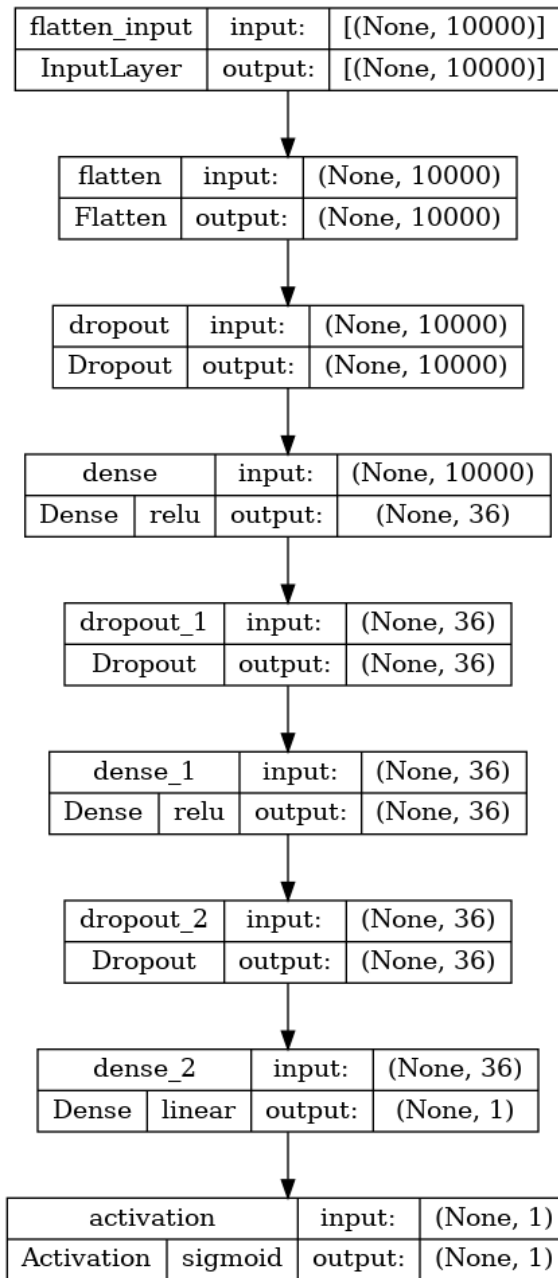 flatten_input input: [(None, 10000)]
InputLayer output: [(None, 10000)]
flatten input: (None, 10000)
Flatten output: (None, 10000)
dropout input: (None, 10000)
Dropout output: (None, 10000)
dense input: (None, 10000)
Dense relu output: (None, 36)
dropout_1 input: (None, 36)
Dropout output: (None, 36)
dense_1 input: (None, 36)
Dense relu output: (None, 36)
dropout_2 input: (None, 36)
Dropout output: (None, 36)
dense_2 input: (None, 36)
Dense linear output: (None, 1)
activation input: (None, 1)
Activation sigmoid output: (None, 1)